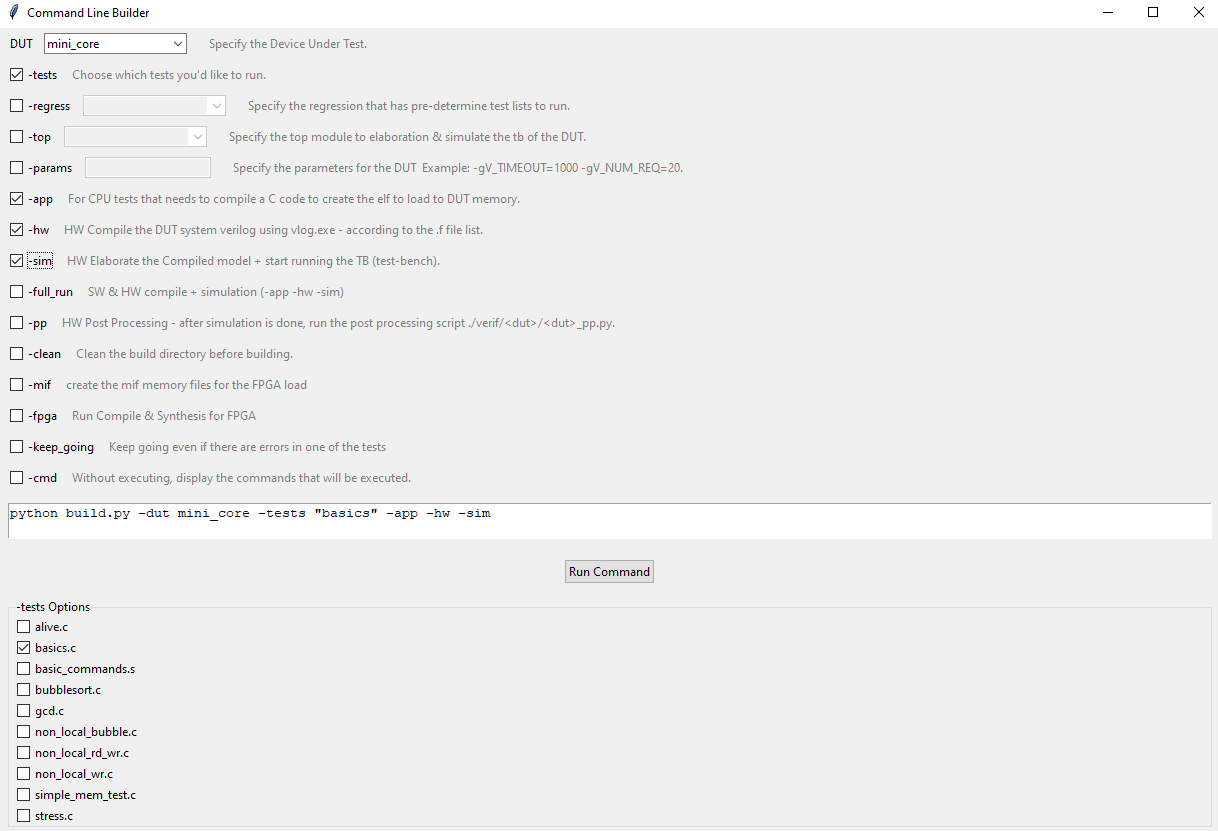 Command Line Builder
DUT mini_core Specify the Device Under Test.
-tests Choose which tests you'd like to run.
-regress Specify the regression that has pre-determine test lists to run.
-top Specify the top module to elaboration & simulate the tb of the DUT.
-params Specify the parameters for the DUT Example: -gV_TIMEOUT=1000 -gV_NUM_REQ=20.
-app For CPU tests that needs to compile a C code to create the elf to load to DUT memory.
-hw HW Compile the DUT system verilog using vlog.exe - according to the .f file list.
-sim HW Elaborate the Compiled model + start running the TB (test-bench).
-full_run SW & HW compile + simulation (-app -hw -sim)
-pp HW Post Processing - after simulation is done, run the post processing script ./verif/<dut>/<dut>_pp.py.
-clean Clean the build directory before building.
-mif create the mif memory files for the FPGA load
-fpga Run Compile & Synthesis for FPGA
-keep_going Keep going even if there are errors in one of the tests
-cmd Without executing, display the commands that will be executed.
python build.py -dut mini_core -tests "basics" -app -hw -sim
Run Command
-tests Options
alive.c
basics.c
basic_commands.s
bubblesort.c
gcd.c
non_local_bubble.c
non_local_rd_wr.c
non_local_wr.c
simple_mem_test.c
stress.c